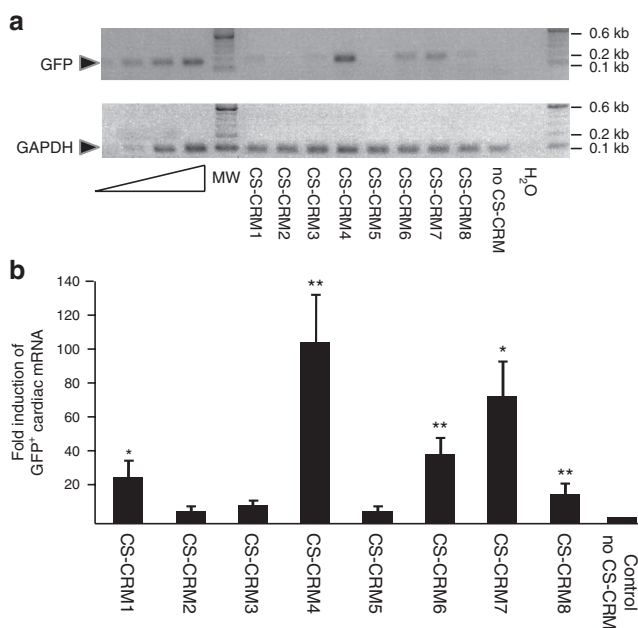 a
GFP
0.6 kb
0.2 kb
0.1 kb
GAPDH
0.6 kb
0.2 kb
0.1 kb
MW
CS-CRM1
CS-CRM2
CS-CRM3
CS-CRM4
CS-CRM5
CS-CRM6
CS-CRM7
CS-CRM8
no CS-CRM
H₂O
b
Fold induction of
GFP⁺ cardiac mRNA
140
120
100
80
60
40
20
*
**
**
*
**
CS-CRM1
CS-CRM2
CS-CRM3
CS-CRM4
CS-CRM5
CS-CRM6
CS-CRM7
CS-CRM8
Control
no CS-CRM